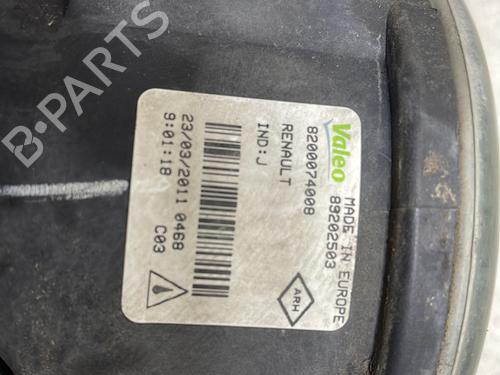 Valeo
MADE IN EUROPE
89202503
8200074008
RENAULT
IND:J
ARH
23/03/2011 0468
9:01:18
C03
B-PARTS